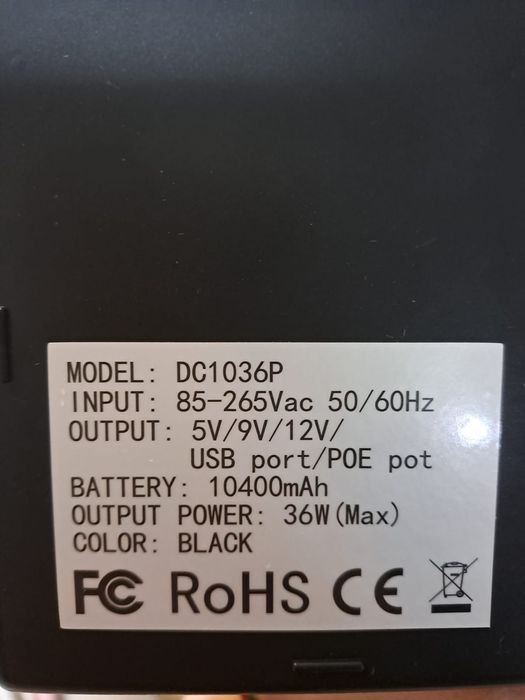 MODEL: DC1036P
INPUT: 85-265Vac 50/60Hz
OUTPUT: 5V/9V/12V/
USB port/POE pot
BATTERY: 10400mAh
OUTPUT POWER: 36W(Max)
COLOR: BLACK
FC RoHS CE